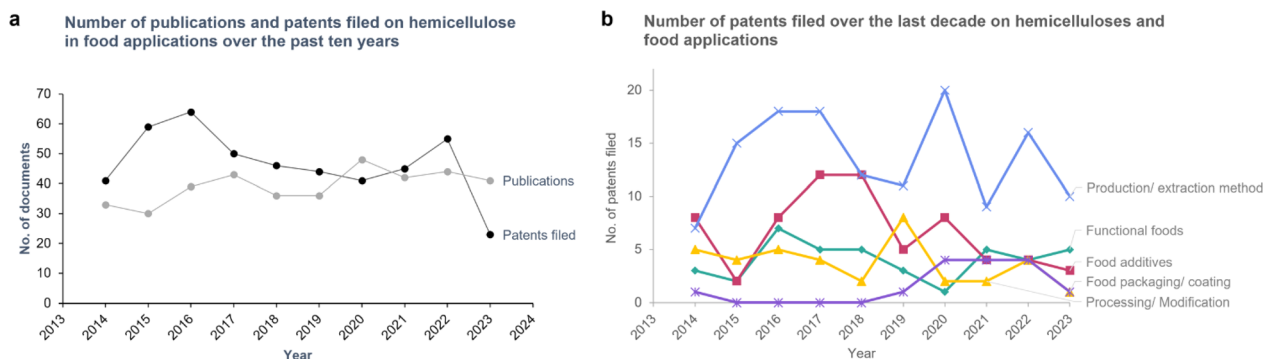 a
Number of publications and patents filed on hemicellulose
in food applications over the past ten years
No. of documents
70
60
50
40
30
20
10
0
Publications
Patents filed
2013
2014
2015
2016
2017
2018
2019
2020
2021
2022
2023
2024
Year
b
Number of patents filed over the last decade on hemicelluloses and
food applications
No. of patents filed
20
15
10
5
0
Production/ extraction method
Functional foods
Food additives
Food packaging/ coating
Processing/ Modification
2013
2014
2015
2016
2017
2018
2019
2020
2021
2022
2023
Year